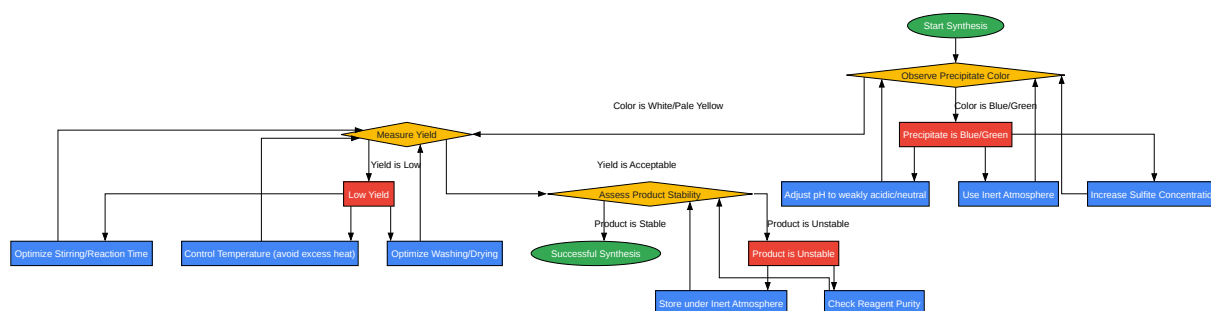 Start Synthesis
Observe Precipitate Color
Color is White/Pale Yellow
Color is Blue/Green
Measure Yield
Precipitate is Blue/Green
Yield is Low
Yield is Acceptable
Low Yield
Assess Product Stability
Adjust pH to weakly acidic/neutral
Use Inert Atmosphere
Increase Sulfite Concentration
Product is Stable
Product is Unstable
Optimize Stirring/Reaction Time
Control Temperature (avoid excess heat)
Optimize Washing/Drying
Successful Synthesis
Product is Unstable
Store under Inert Atmosphere
Check Reagent Purity